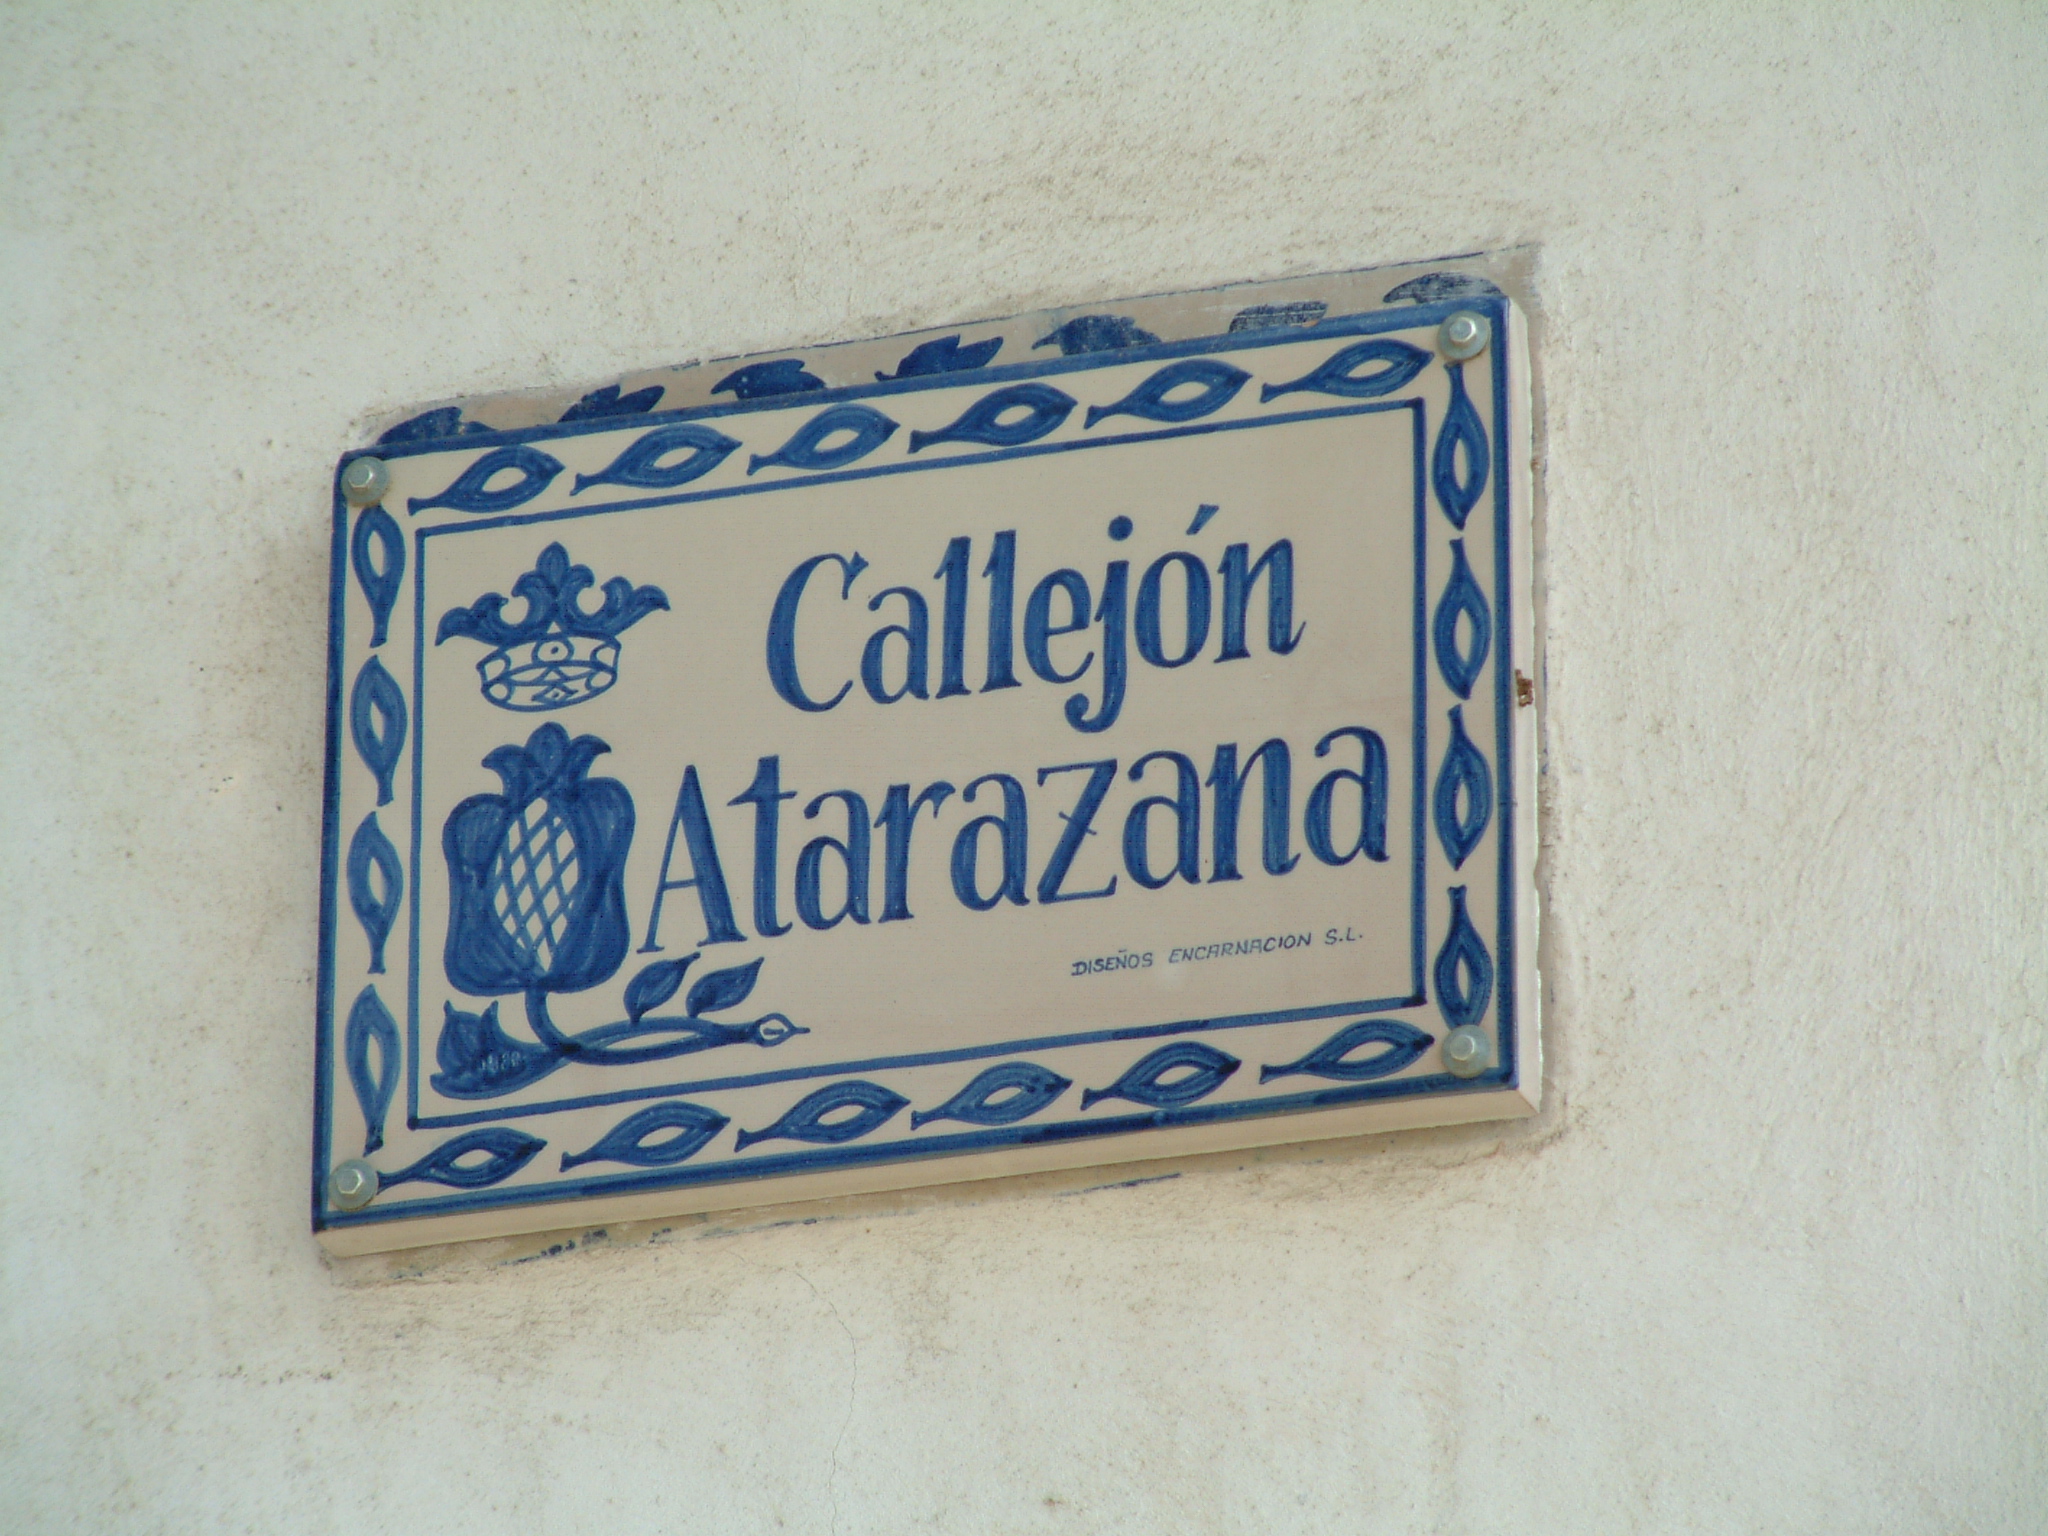 Callejón
Atarazana
DISEÑOS ENCARNACION S.L.